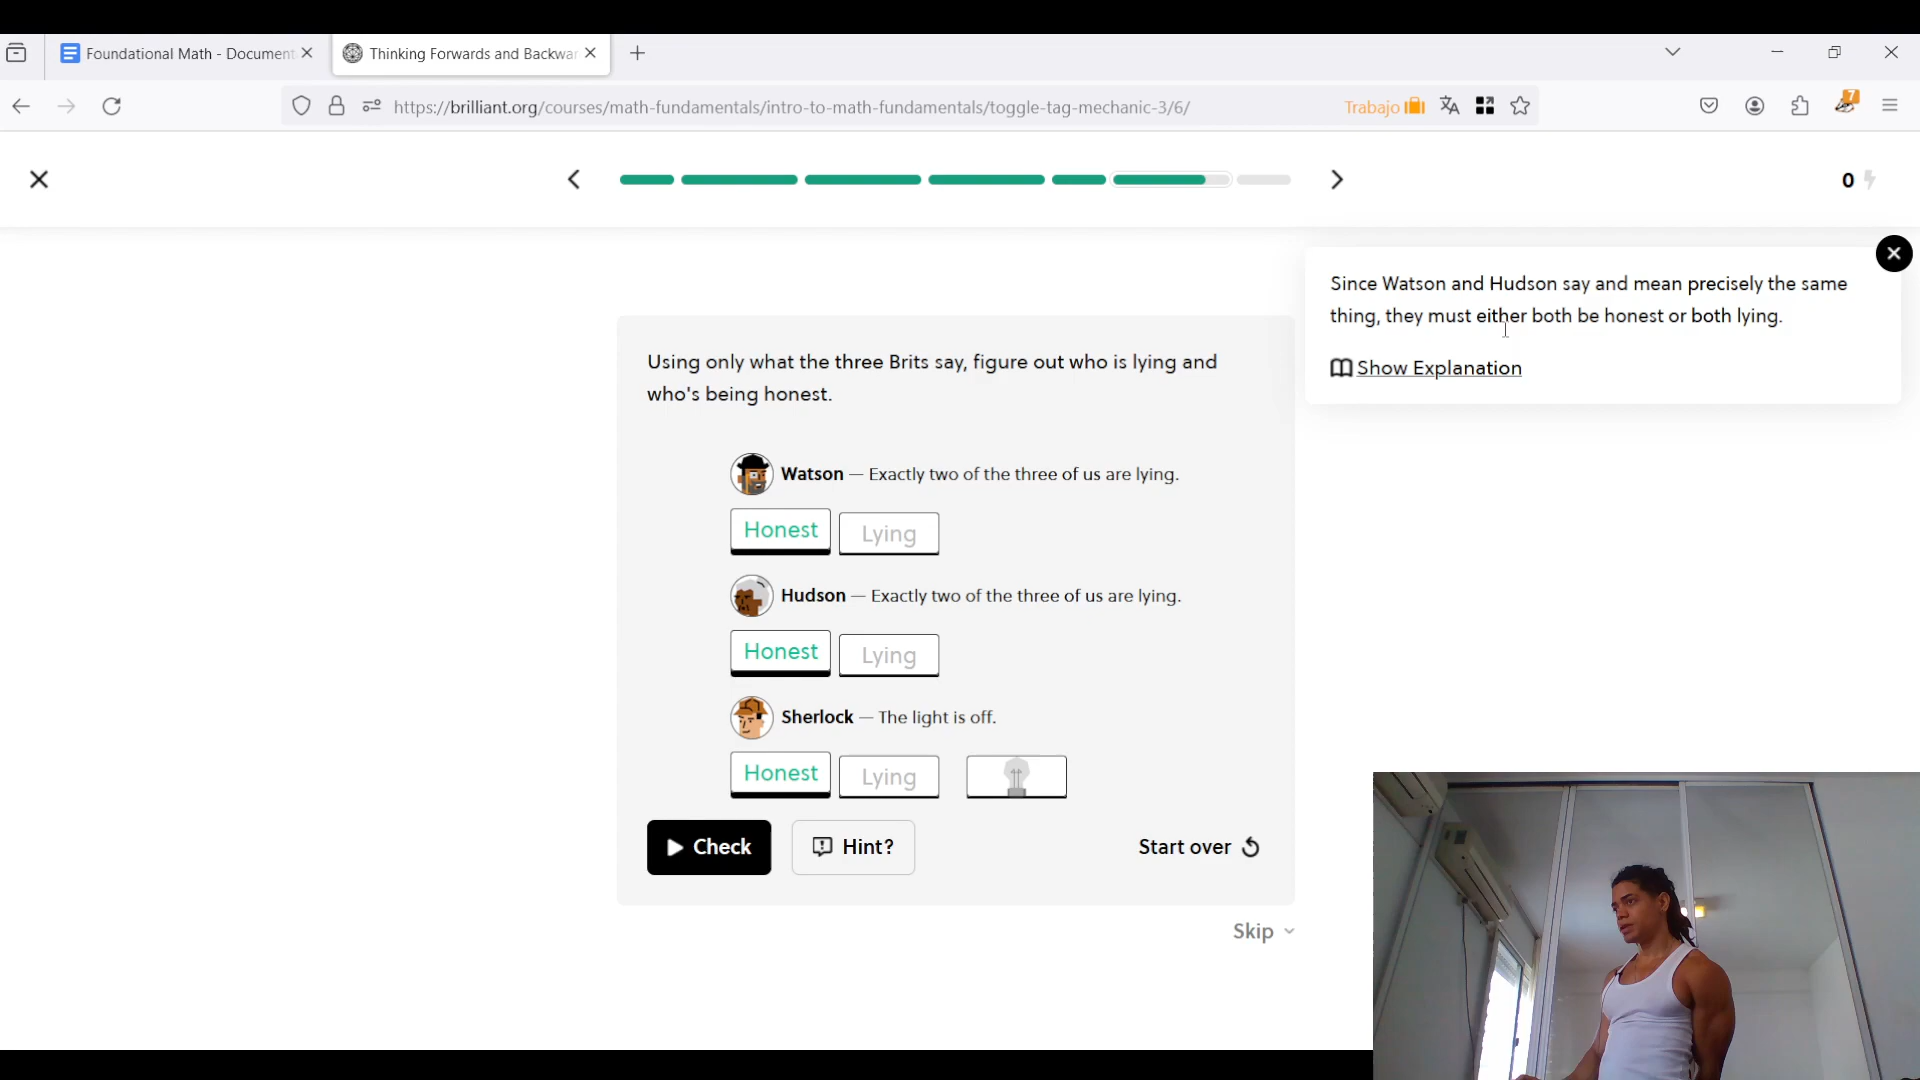 Foundational Math - Document
Thinking Forwards and Backwar
https://brilliant.org/courses/math-fundamentals/intro-to-math-fundamentals/toggle-tag-mechanic-3/6/
Trabajo
7
0
Since Watson and Hudson say and mean precisely the same
thing, they must either both be honest or both lying.
Show Explanation
Using only what the three Brits say, figure out who is lying and
who's being honest.
Watson — Exactly two of the three of us are lying.
Honest Lying
Hudson — Exactly two of the three of us are lying.
Honest Lying
Sherlock — The light is off.
Honest Lying
Check
Hint?
Start over
Skip